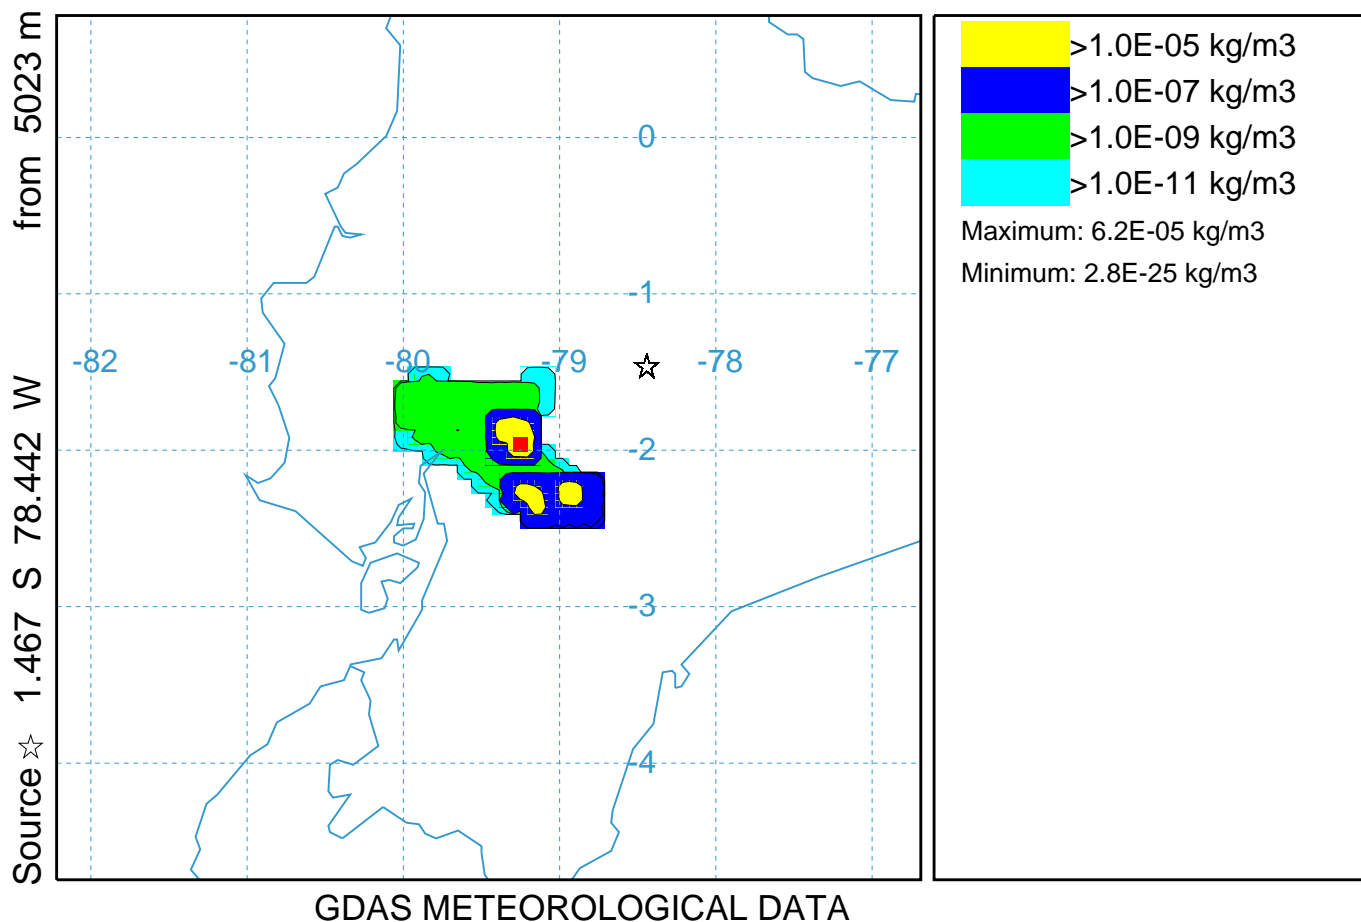 Source ☆ 1.467 S 78.442 W from 5023 m
0
-1
-82 -81 -80 -79 -78 -77
-2
-3
-4
GDAS METEOROLOGICAL DATA
>1.0E-05 kg/m3
>1.0E-07 kg/m3
>1.0E-09 kg/m3
>1.0E-11 kg/m3
Maximum: 6.2E-05 kg/m3
Minimum: 2.8E-25 kg/m3